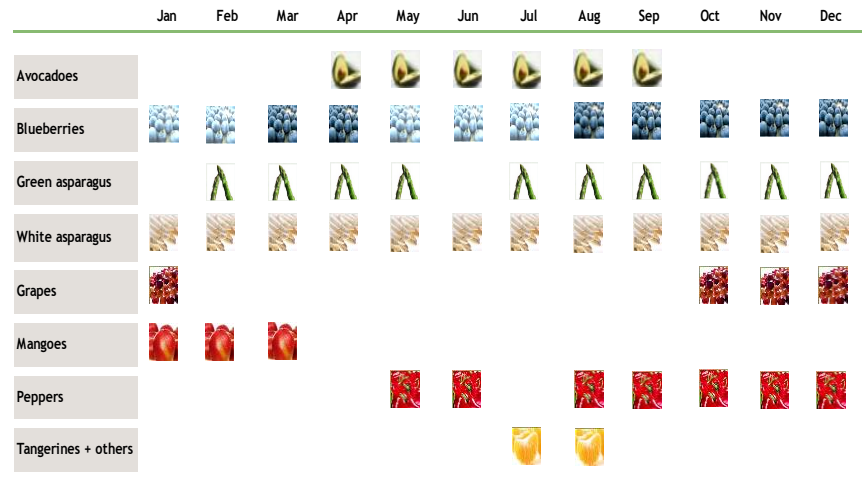 Jan Feb Mar Apr May Jun Jul Aug Sep Oct Nov Dec
Avocadoes
Blueberries
Green asparagus
White asparagus
Grapes
Mangoes
Peppers
Tangerines + others